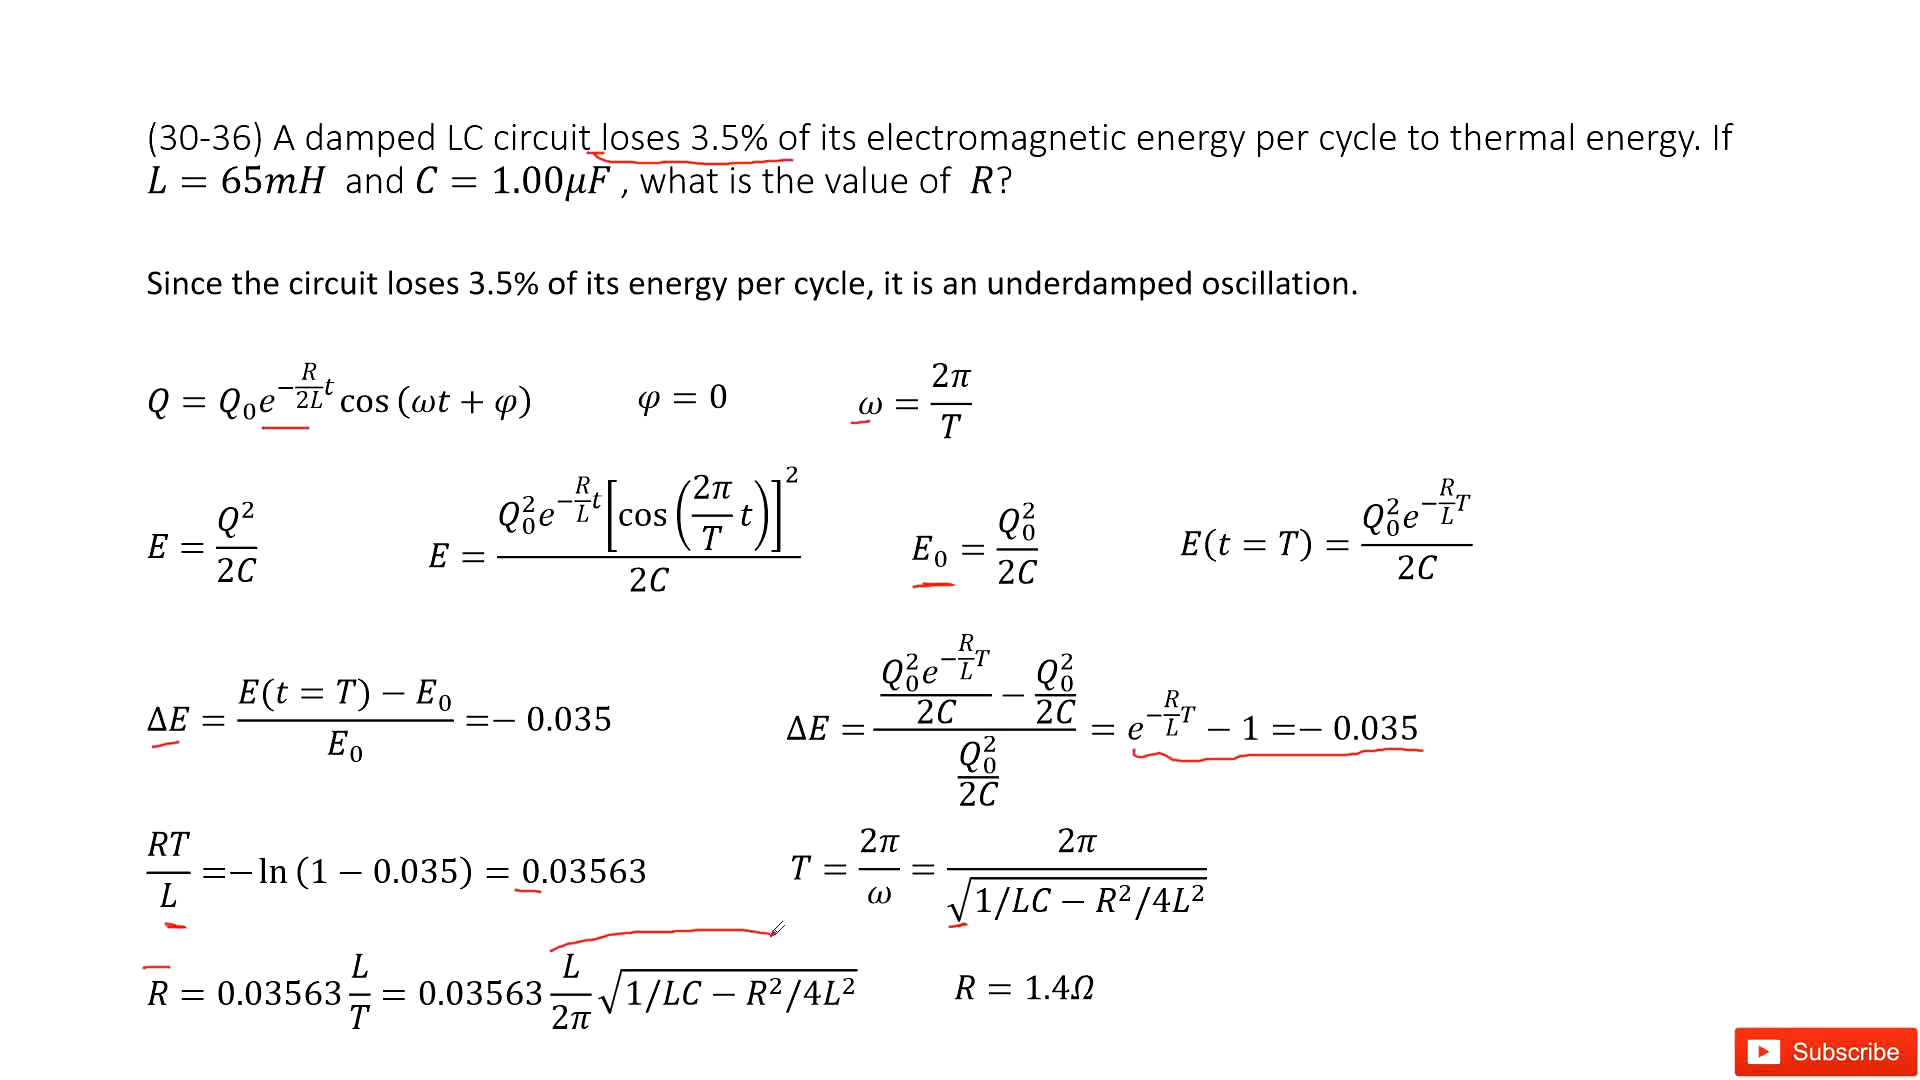 (30-36) A damped LC circuit loses 3.5% of its electromagnetic energy per cycle to thermal energy. If
L = 65mH and C = 1.00μF , what is the value of R?
Since the circuit loses 3.5% of its energy per cycle, it is an underdamped oscillation.
Q = Q₀e^(−(R/2L)t) cos (ωt + φ) φ = 0 ω = 2π/T
E = Q²/2C E = Q₀²e^(−(R/L)t)[cos(2π/T t)]²/2C E₀ = Q₀²/2C E(t = T) = Q₀²e^(−(R/L)T)/2C
ΔE = (E(t = T) − E₀)/E₀ =− 0.035 ΔE = (Q₀²e^(−(R/L)T)/2C − Q₀²/2C)/(Q₀²/2C) = e^(−(R/L)T) − 1 =− 0.035
RT/L =− ln (1 − 0.035) = 0.03563 T = 2π/ω = 2π/√(1/LC − R²/4L²)
R = 0.03563 L/T = 0.03563 L/2π √(1/LC − R²/4L²) R = 1.4Ω
Subscribe